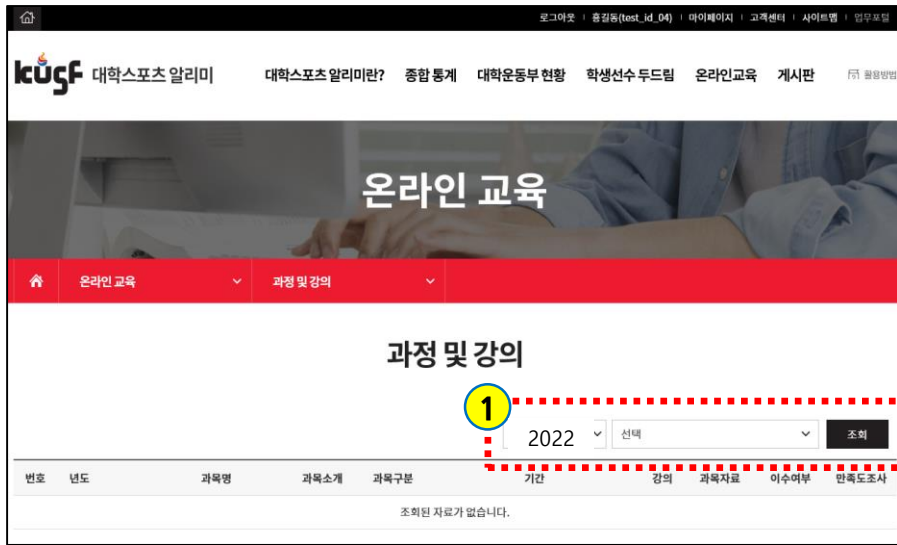 로그아웃 홍길동(test_id_04) 마이페이지 고객센터 사이트맵 업무포털
kusf 대학스포츠 알리미 대학스포츠 알리미란? 종합 통계 대학운동부 현황 학생선수 두드림 온라인교육 게시판 활용방법
온라인 교육
온라인 교육 과정 및 강의
과정 및 강의
1
2022 선택 조회
번호 년도 과목명 과목소개 과목구분 기간 강의 과목자료 이수여부 만족도조사
조회된 자료가 없습니다.